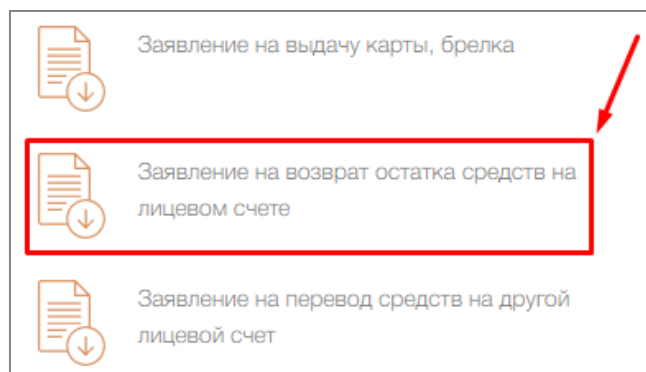 Заявление на выдачу карты, брелка
Заявление на возврат остатка средств на
лицевом счете
Заявление на перевод средств на другой
лицевой счет